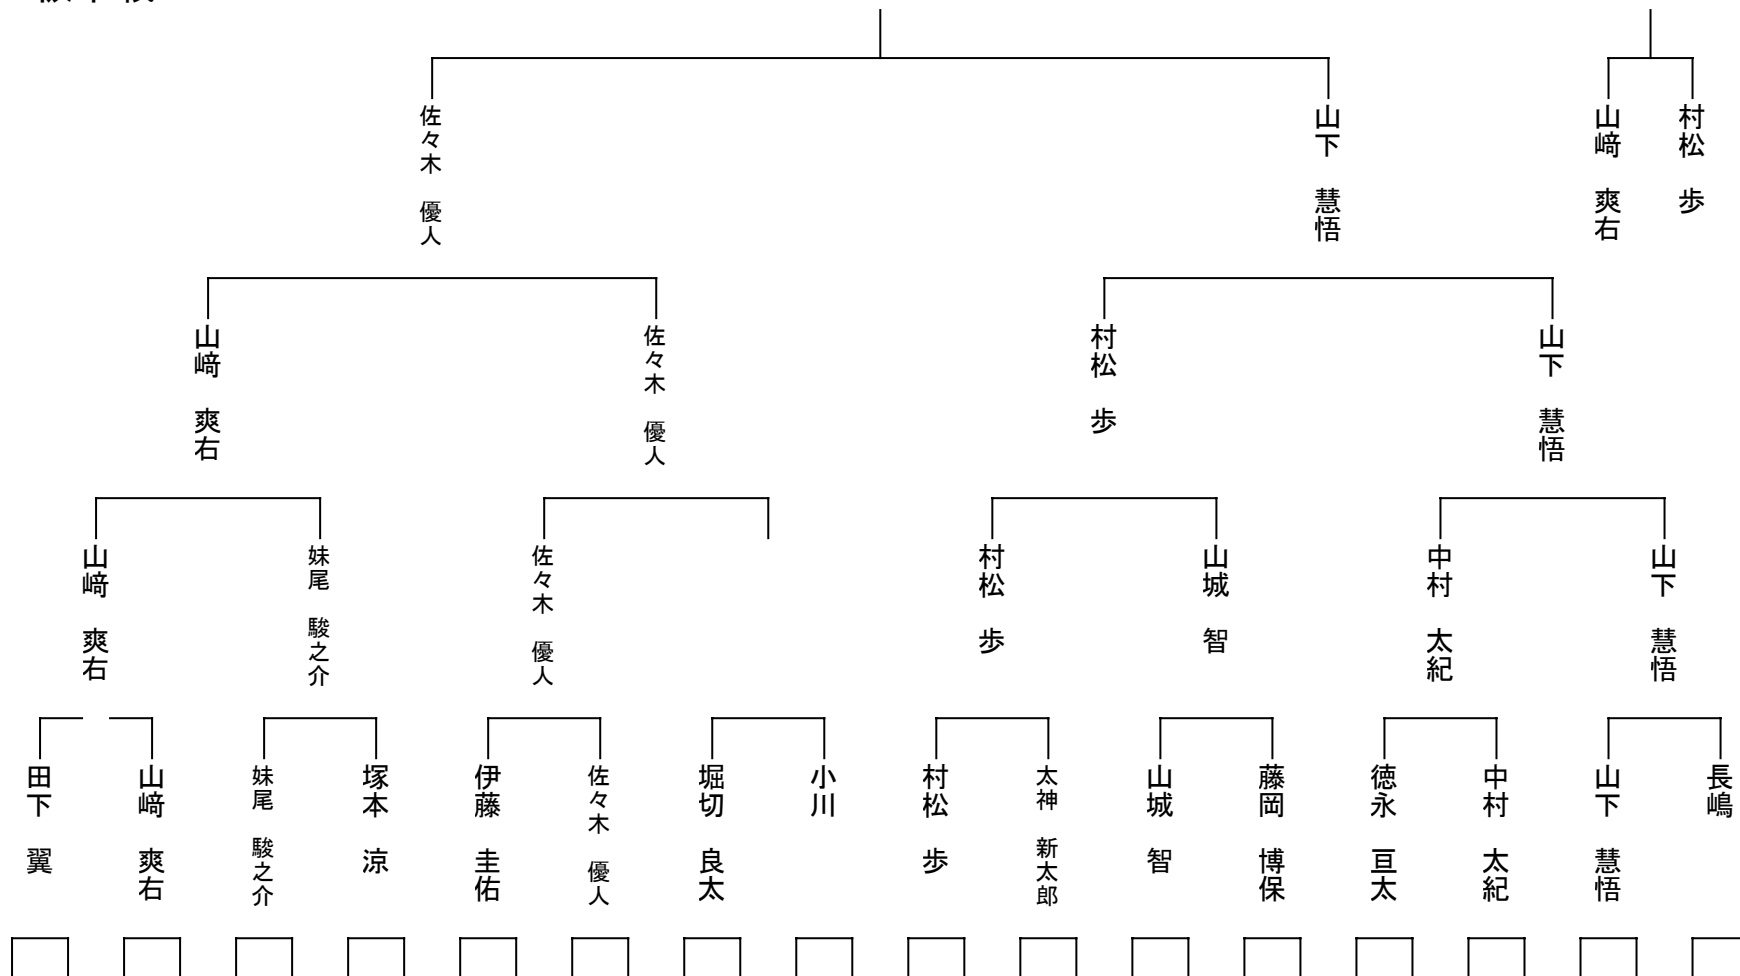 佐々木 優人
山下 慧悟
山﨑 爽右
村松 歩
山﨑 爽右
佐々木 優人
村松 歩
山下 慧悟
山﨑 爽右
妹尾 駿之介
佐々木 優人
村松 歩
山城 智
中村 太紀
山下 慧悟
田下 翼
山﨑 爽右
妹尾 駿之介
塚本 涼
伊藤 圭佑
佐々木 優人
堀切 良太
小川
村松 歩
太神 新太郎
山城 智
藤岡 博保
徳永 亘太
中村 太紀
山下 慧悟
長嶋